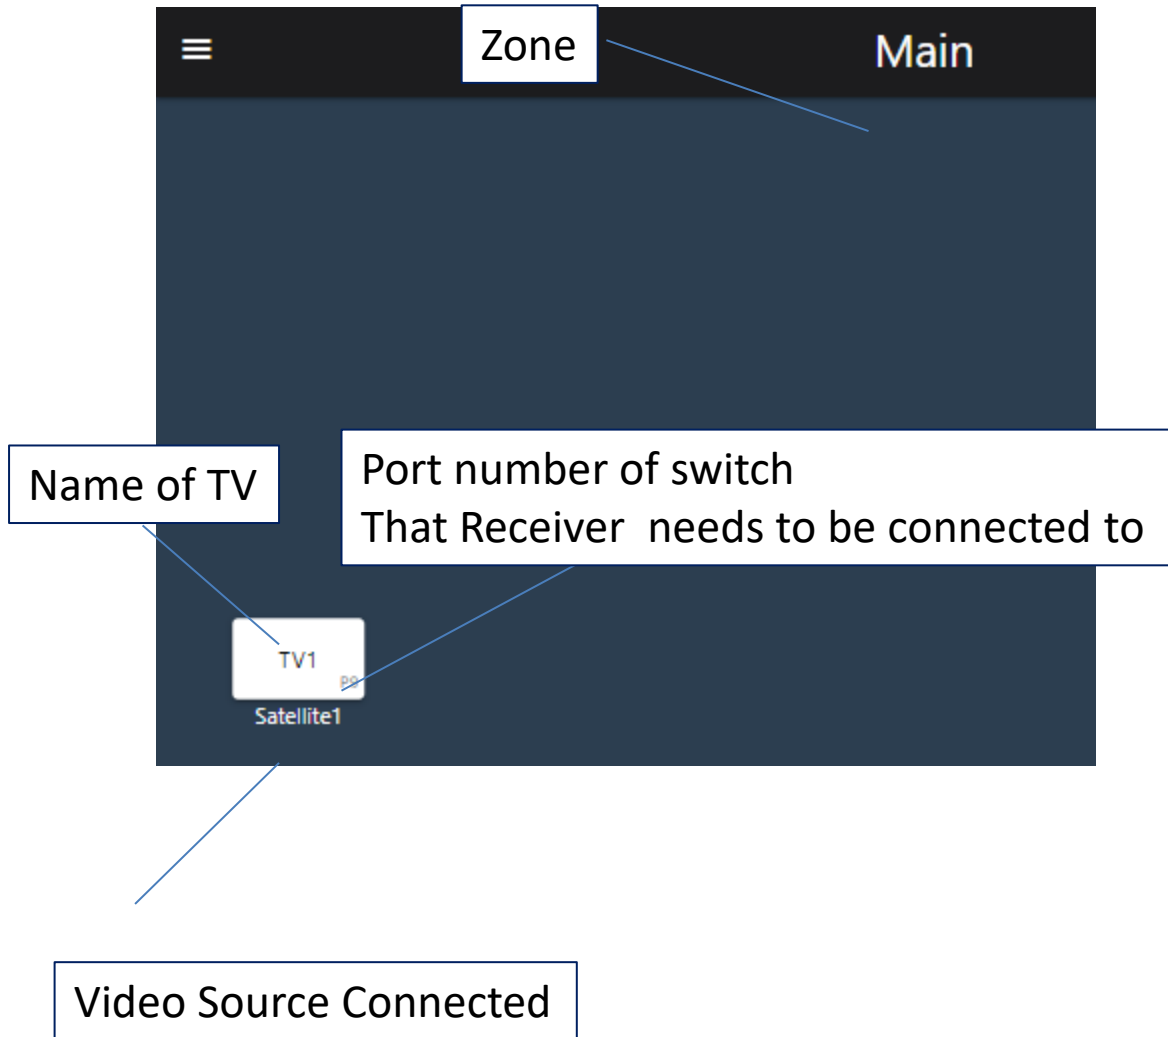 Zone
Main
Name of TV
Port number of switch
That Receiver needs to be connected to
TV1
P9
Satellite1
Video Source Connected